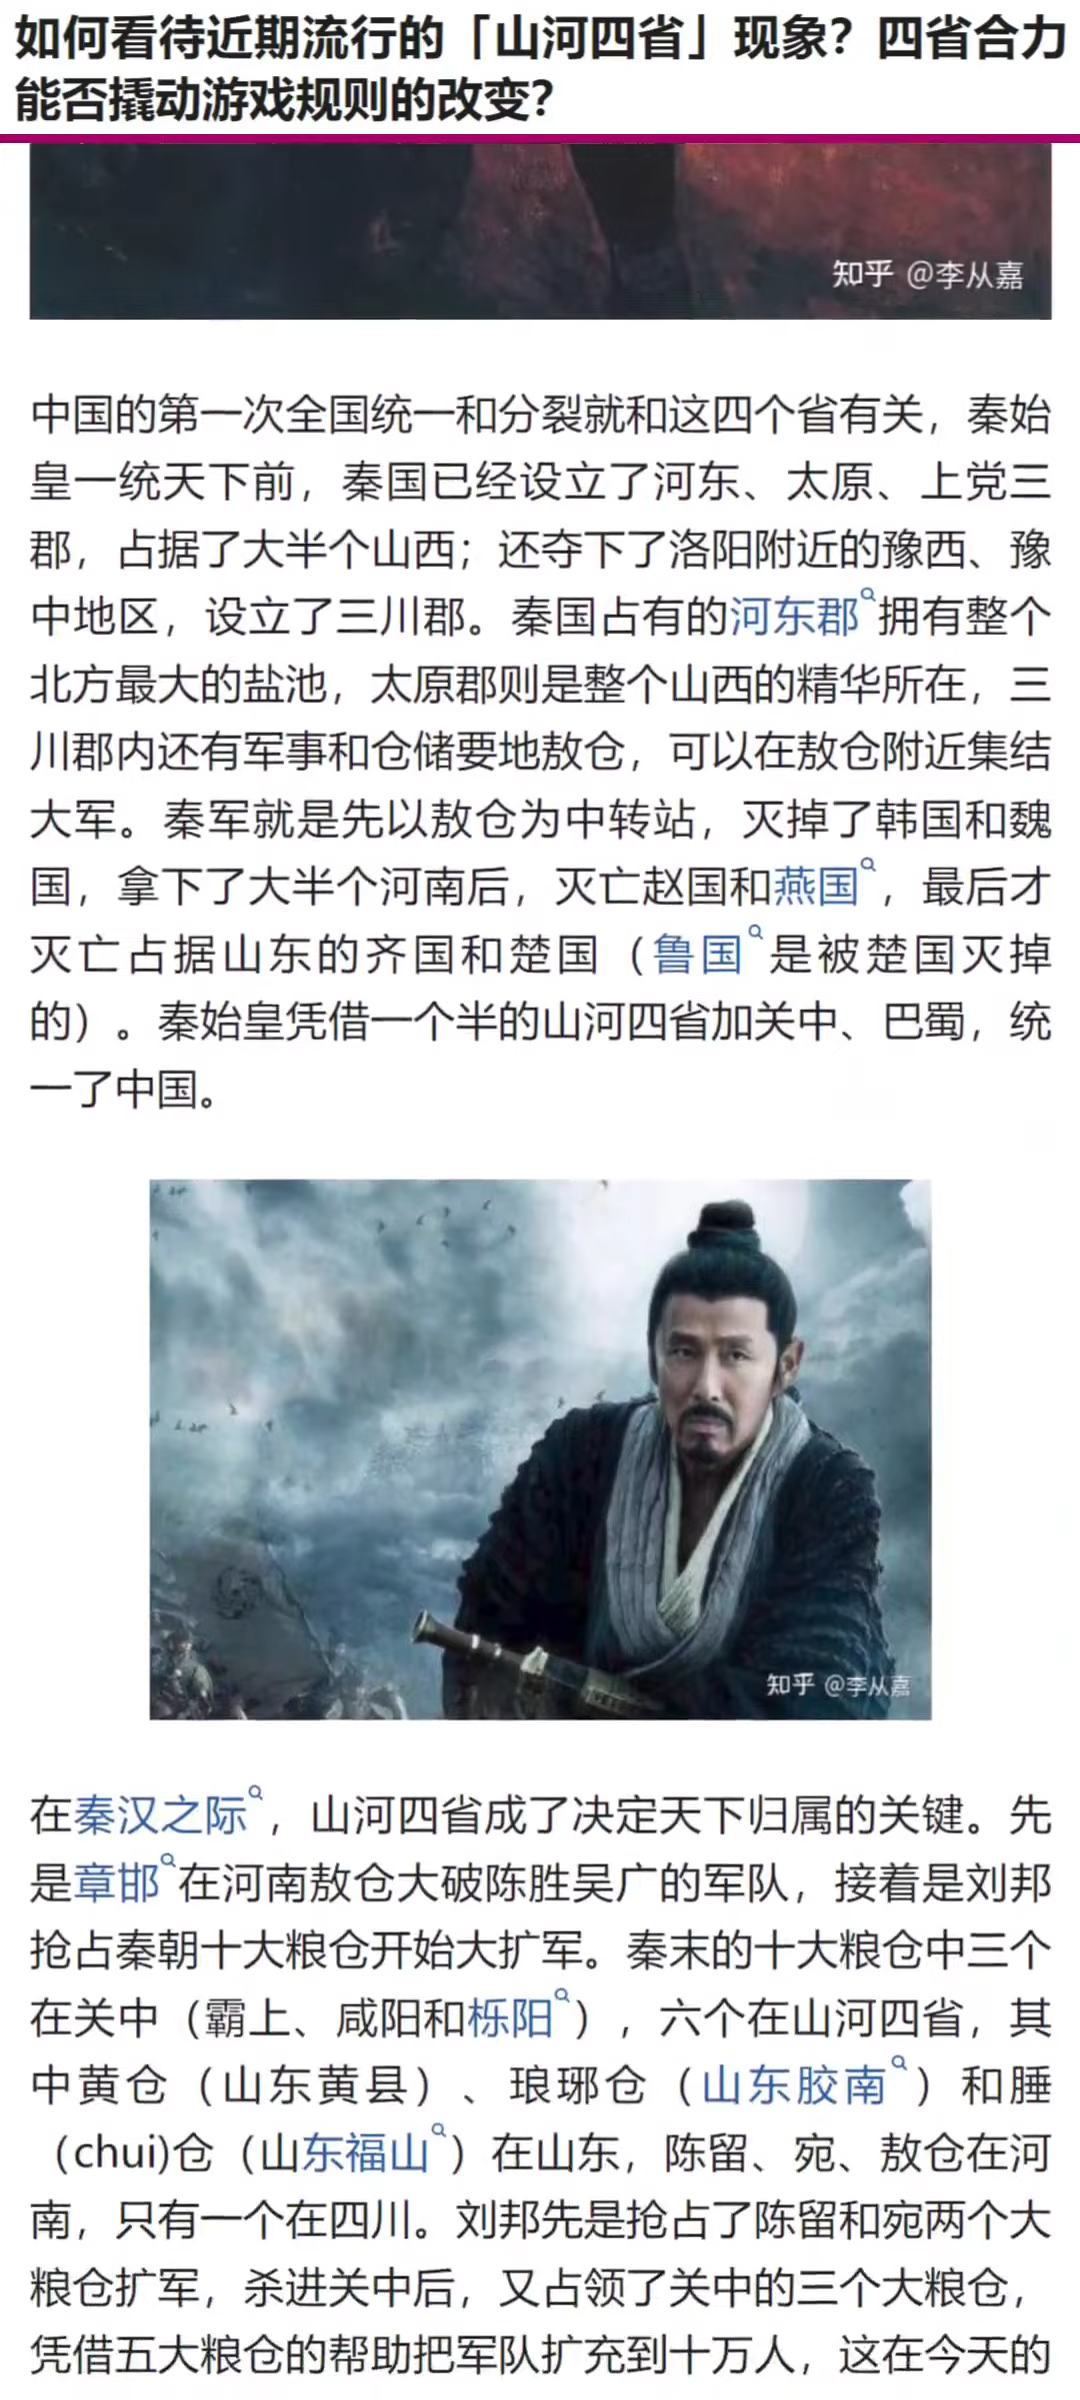 如何看待近期流行的「山河四省」现象？四省合力
能否撬动游戏规则的改变？
知乎 @李从嘉
中国的第一次全国统一和分裂就和这四个省有关，秦始
皇一统天下前，秦国已经设立了河东、太原、上党三
郡，占据了大半个山西；还夺下了洛阳附近的豫西、豫
中地区，设立了三川郡。秦国占有的河东郡拥有整个
北方最大的盐池，太原郡则是整个山西的精华所在，三
川郡内还有军事和仓储要地敖仓，可以在敖仓附近集结
大军。秦军就是先以敖仓为中转站，灭掉了韩国和魏
国，拿下了大半个河南后，灭亡赵国和燕国，最后才
灭亡占据山东的齐国和楚国（鲁国是被楚国灭掉
的）。秦始皇凭借一个半的山河四省加关中、巴蜀，统
一了中国。
知乎 @李从嘉
在秦汉之际，山河四省成了决定天下归属的关键。先
是章邯在河南敖仓大破陈胜吴广的军队，接着是刘邦
抢占秦朝十大粮仓开始大扩军。秦末的十大粮仓中三个
在关中（霸上、咸阳和栎阳），六个在山河四省，其
中黄仓（山东黄县）、琅琊仓（山东胶南）和腄
（chui)仓（山东福山）在山东，陈留、宛、敖仓在河
南，只有一个在四川。刘邦先是抢占了陈留和宛两个大
粮仓扩军，杀进关中后，又占领了关中的三个大粮仓，
凭借五大粮仓的帮助把军队扩充到十万人，这在今天的